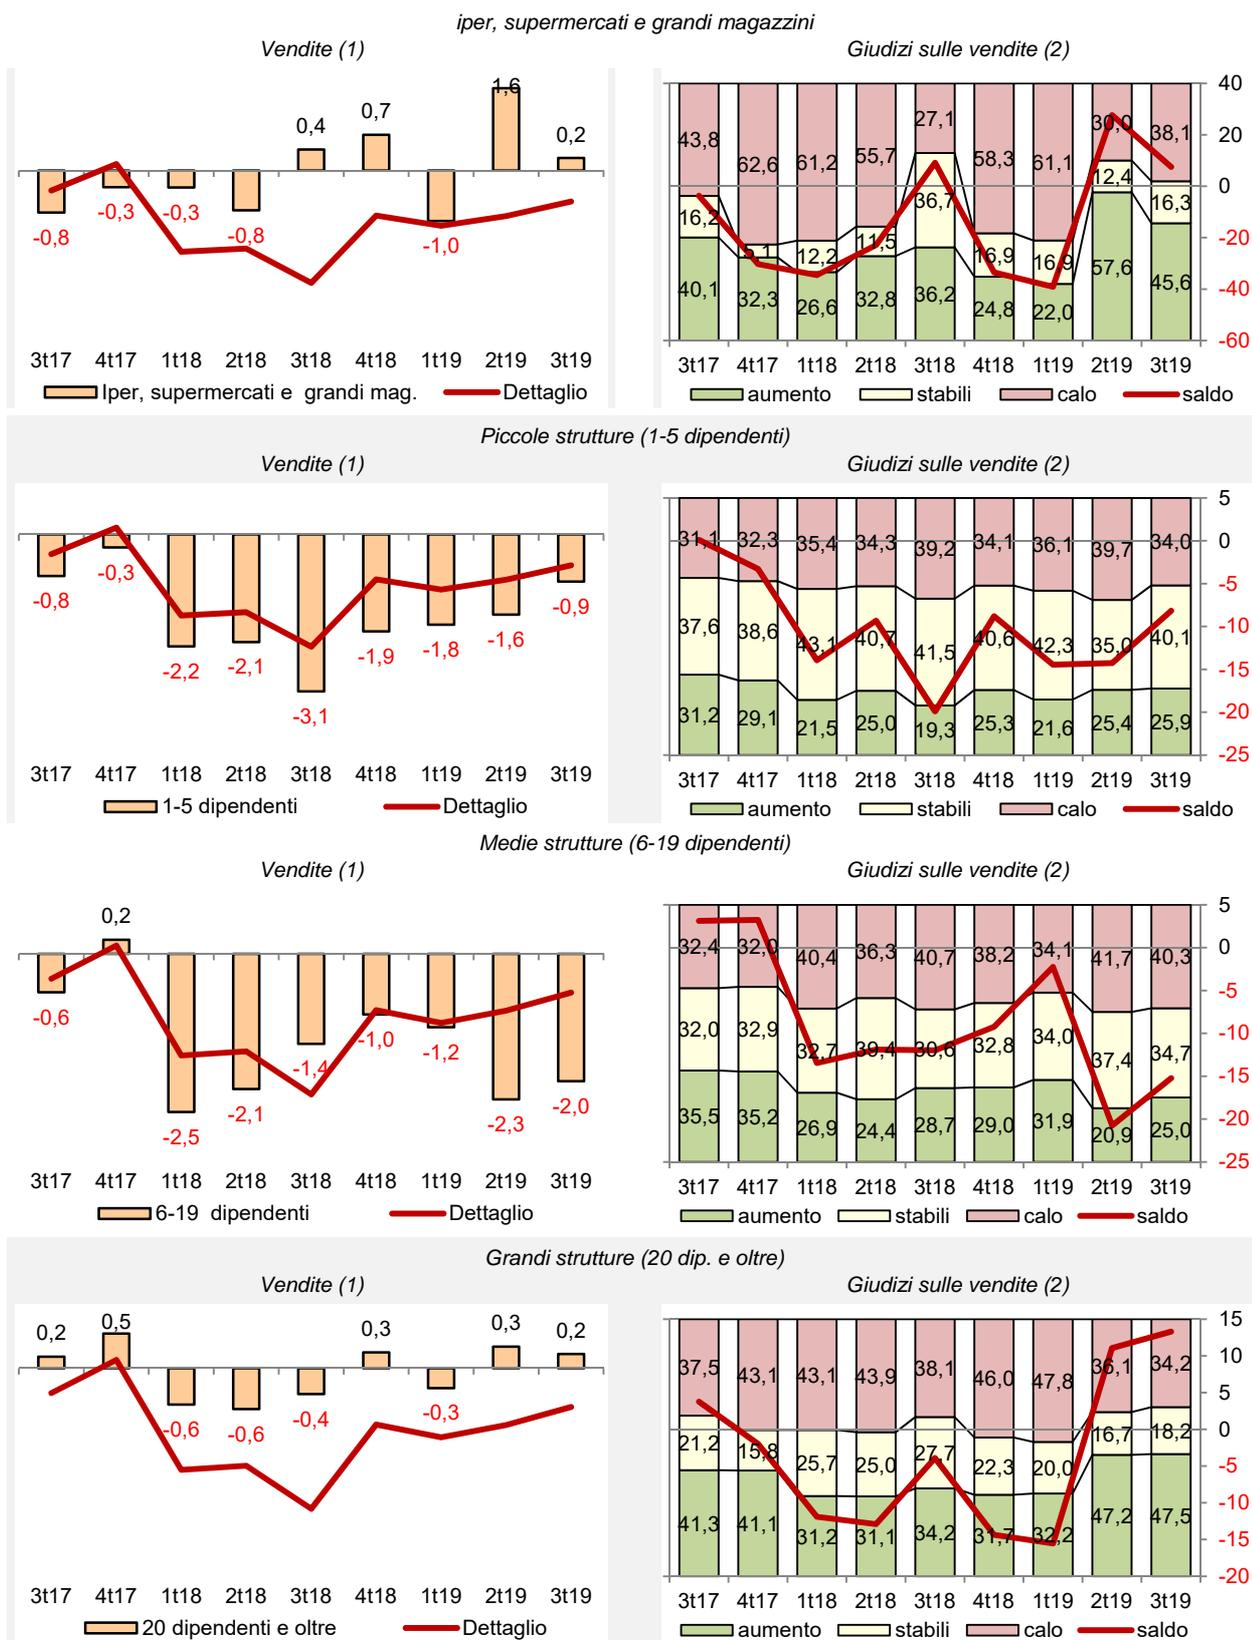 iper, supermercati e grandi magazzini
Vendite (1)
-0,8
-0,3
-0,3
-0,8
0,4
0,7
-1,0
1,6
0,2
3t17 4t17 1t18 2t18 3t18 4t18 1t19 2t19 3t19
Iper, supermercati e grandi mag. Dettaglio
Giudizi sulle vendite (2)
40
20
0
-20
-40
-60
43,8 62,6 61,2 55,7 27,1 58,3 61,1 30,0 38,1
16,2 5,1 12,2 11,5 36,7 16,9 16,9 12,4 16,3
40,1 32,3 26,6 32,8 36,2 24,8 22,0 57,6 45,6
3t17 4t17 1t18 2t18 3t18 4t18 1t19 2t19 3t19
aumento stabili calo saldo
Piccole strutture (1-5 dipendenti)
Vendite (1)
-0,8
-0,3
-2,2
-2,1
-3,1
-1,9
-1,8
-1,6
-0,9
3t17 4t17 1t18 2t18 3t18 4t18 1t19 2t19 3t19
1-5 dipendenti Dettaglio
Giudizi sulle vendite (2)
5
0
-5
-10
-15
-20
-25
31,1 32,3 35,4 34,3 39,2 34,1 36,1 39,7 34,0
37,6 38,6 43,1 40,7 41,5 40,6 42,3 35,0 40,1
31,2 29,1 21,5 25,0 19,3 25,3 21,6 25,4 25,9
3t17 4t17 1t18 2t18 3t18 4t18 1t19 2t19 3t19
aumento stabili calo saldo
Medie strutture (6-19 dipendenti)
Vendite (1)
-0,6
0,2
-2,5
-2,1
-1,4
-1,0
-1,2
-2,3
-2,0
3t17 4t17 1t18 2t18 3t18 4t18 1t19 2t19 3t19
6-19 dipendenti Dettaglio
Giudizi sulle vendite (2)
5
0
-5
-10
-15
-20
-25
32,4 32,0 40,4 36,3 40,7 38,2 34,1 41,7 40,3
32,0 32,9 32,7 39,4 30,6 32,8 34,0 37,4 34,7
35,5 35,2 26,9 24,4 28,7 29,0 31,9 20,9 25,0
3t17 4t17 1t18 2t18 3t18 4t18 1t19 2t19 3t19
aumento stabili calo saldo
Grandi strutture (20 dip. e oltre)
Vendite (1)
0,2
0,5
-0,6
-0,6
-0,4
0,3
-0,3
0,3
0,2
3t17 4t17 1t18 2t18 3t18 4t18 1t19 2t19 3t19
20 dipendenti e oltre Dettaglio
Giudizi sulle vendite (2)
15
10
5
0
-5
-10
-15
-20
37,5 43,1 43,1 43,9 38,1 46,0 47,8 36,1 34,2
21,2 15,8 25,7 25,0 27,7 22,3 20,0 16,7 18,2
41,3 41,1 31,2 31,1 34,2 31,7 32,2 47,2 47,5
3t17 4t17 1t18 2t18 3t18 4t18 1t19 2t19 3t19
aumento stabili calo saldo